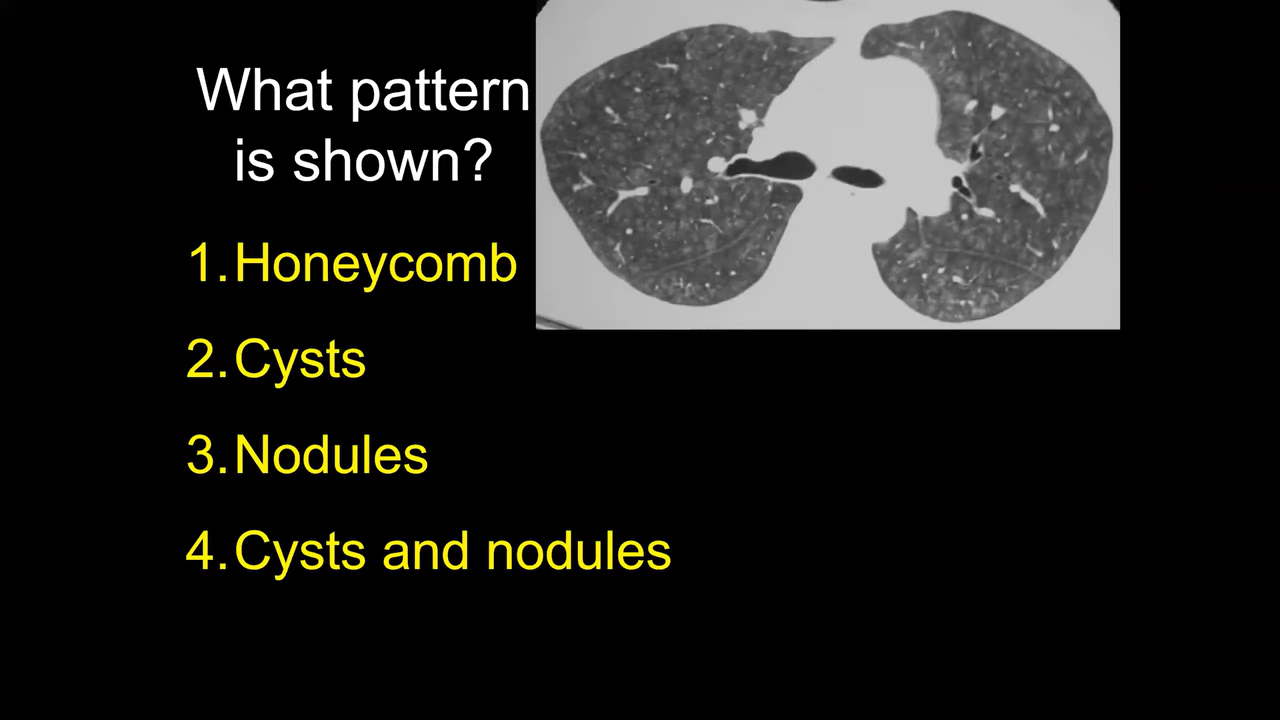 What pattern
is shown?
1. Honeycomb
2. Cysts
3. Nodules
4. Cysts and nodules